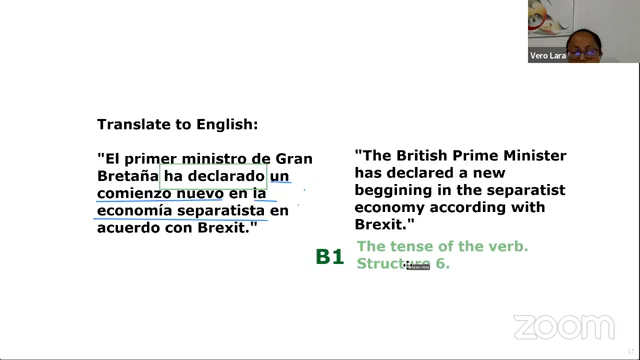 Vero Lara
Translate to English:
"El primer ministro de Gran
Bretaña ha declarado un
comienzo nuevo en la
economía separatista en
acuerdo con Brexit."
"The British Prime Minister
has declared a new
beggining in the separatist
economy according with
Brexit."
B1
The tense of the verb.
Structure 6.
zoom